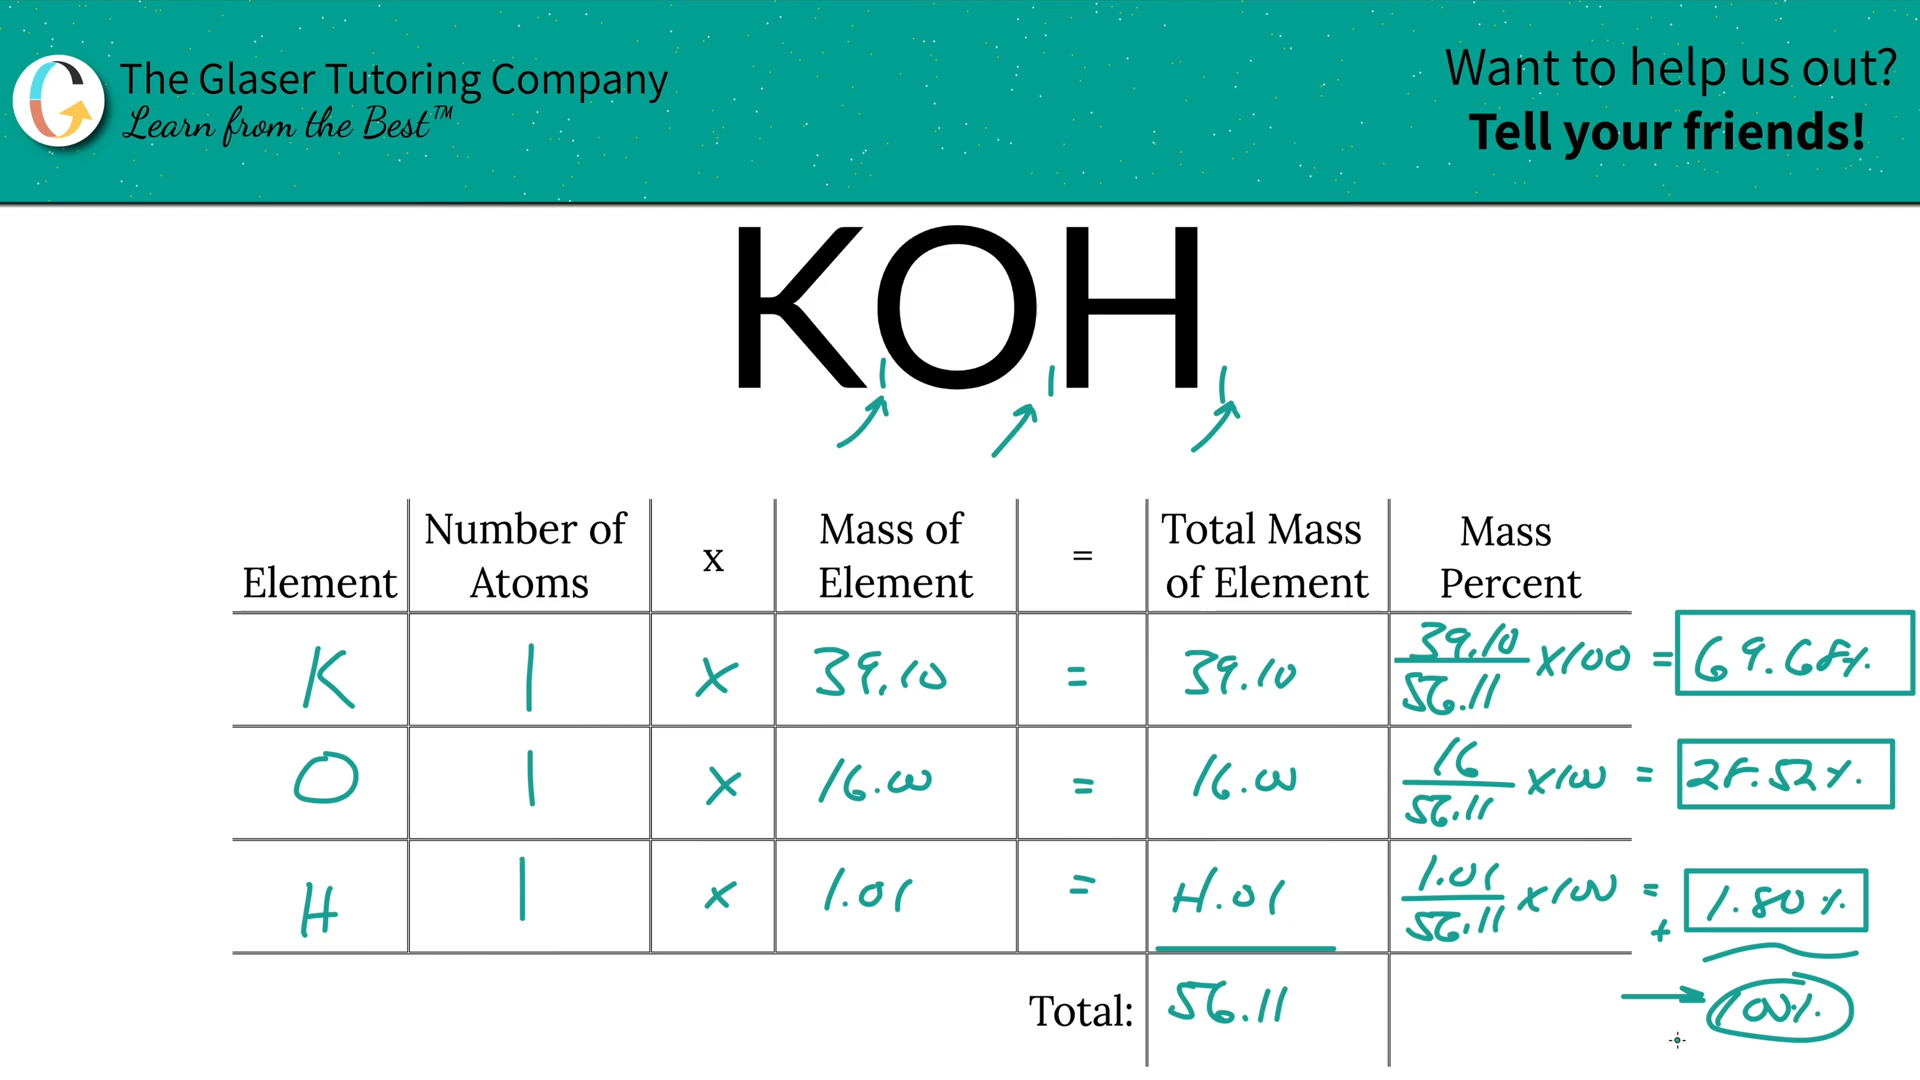 The Glaser Tutoring Company
Learn from the Best™
Want to help us out?
Tell your friends!
KOH
1 1 1
Element Number of Atoms x Mass of Element = Total Mass of Element Mass Percent
K 1 x 39.10 = 39.10 39.10/56.11 x100 = 69.68%
O 1 x 16.00 = 16.00 16/56.11 x100 = 28.52%
H 1 x 1.01 = +1.01 1.01/56.11 x100 = + 1.80%
Total: 56.11 → 100%